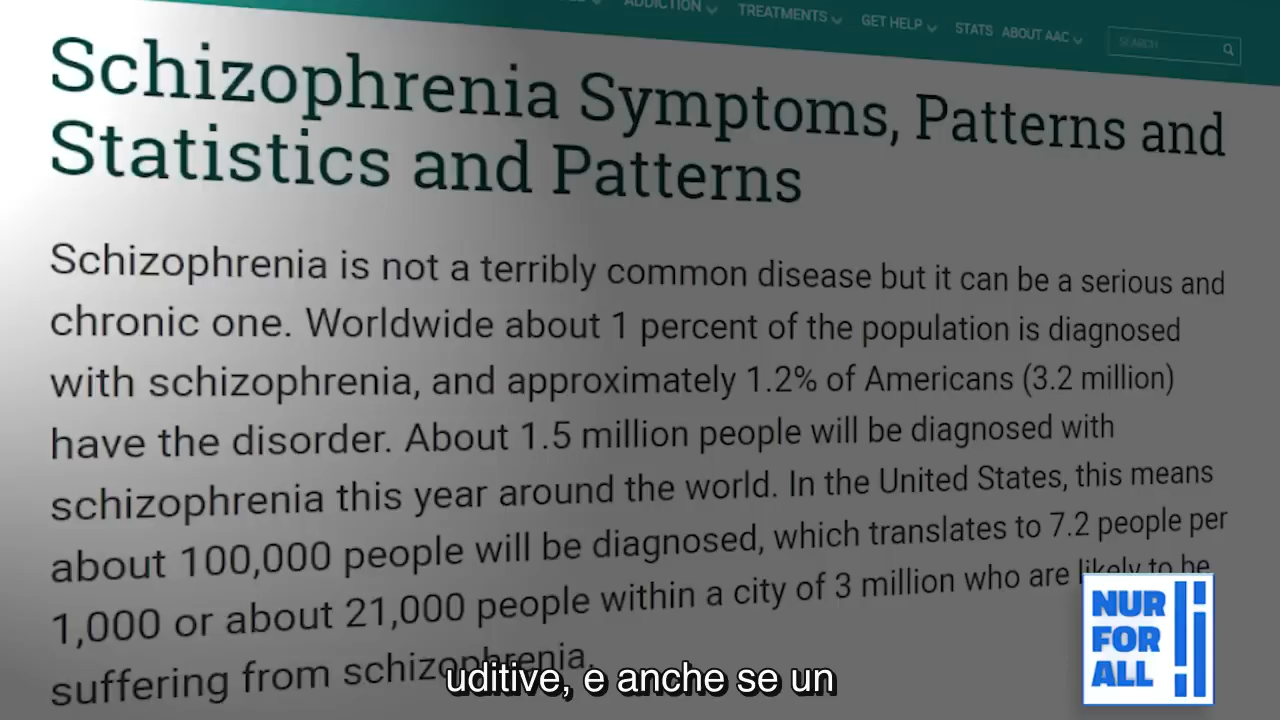 ADDICTION
TREATMENTS
GET HELP
STATS
ABOUT AAC
SEARCH
Schizophrenia Symptoms, Patterns and
Statistics and Patterns
Schizophrenia is not a terribly common disease but it can be a serious and
chronic one. Worldwide about 1 percent of the population is diagnosed
with schizophrenia, and approximately 1.2% of Americans (3.2 million)
have the disorder. About 1.5 million people will be diagnosed with
schizophrenia this year around the world. In the United States, this means
about 100,000 people will be diagnosed, which translates to 7.2 people per
1,000 or about 21,000 people within a city of 3 million who are likely to be
suffering from schizophrenia.
NUR
FOR
ALL
uditive, e anche se un